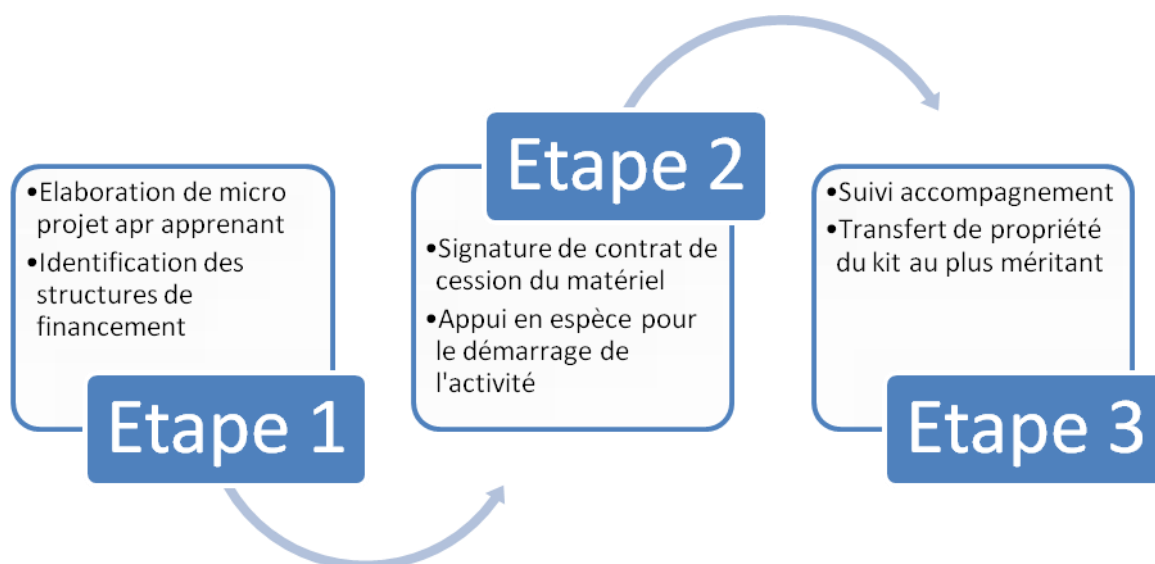 •Elaboration de micro
projet apr apprenant
•Identification des
structures de
financement
Etape 1
Etape 2
•Signature de contrat de
cession du matériel
•Appui en espèce pour
le démarrage de
l'activité
•Suivi accompagnement
•Transfert de propriété
du kit au plus méritant
Etape 3